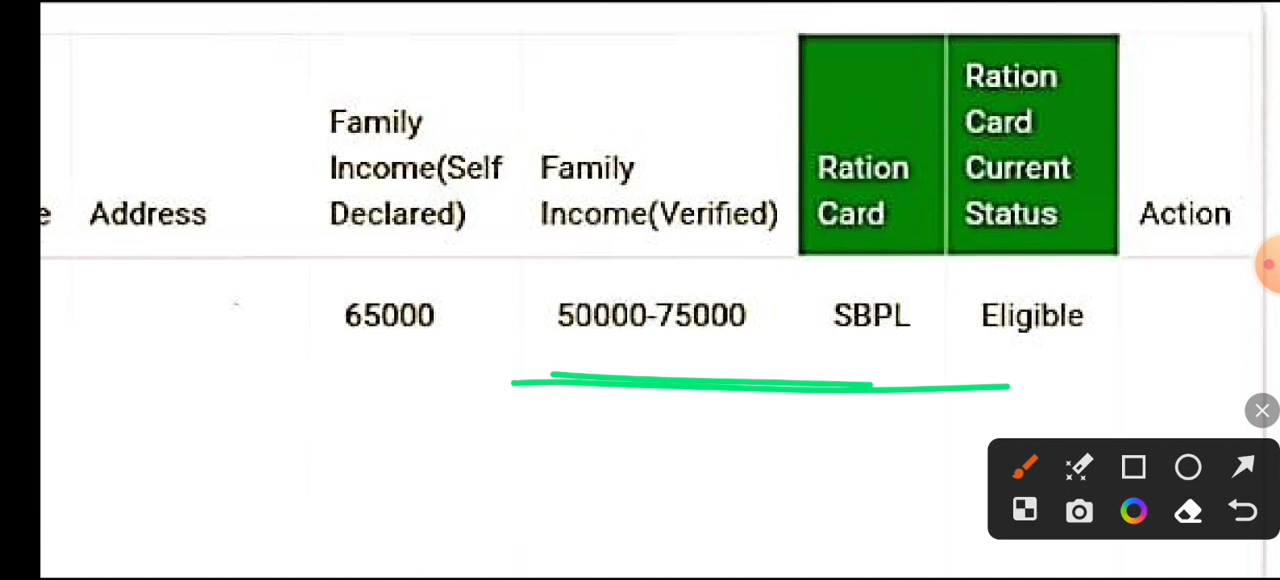 e Address
Family
Income(Self
Declared)
Family
Income(Verified)
Ration
Card
Ration
Card
Current
Status
Action
65000 50000-75000 SBPL Eligible